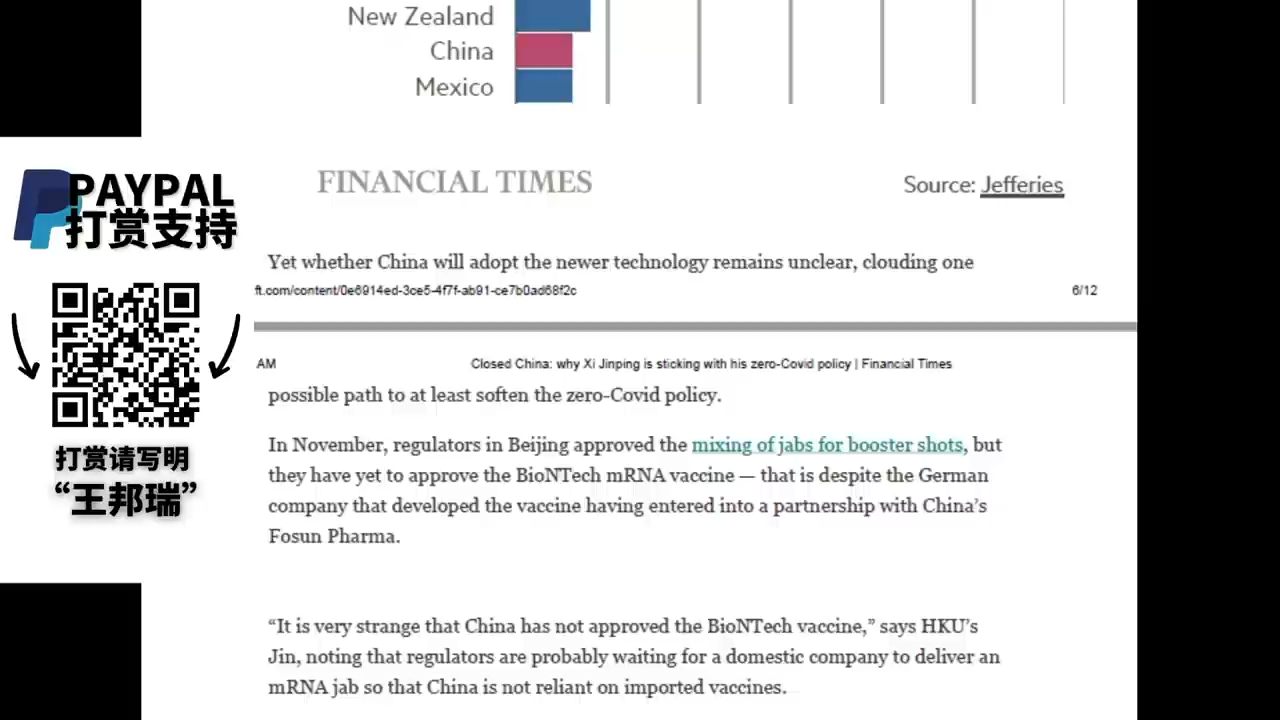 New Zealand
China
Mexico
FINANCIAL TIMES
Source: Jefferies
PAYPAL
打赏支持
打赏请写明
“王邦瑞”
Yet whether China will adopt the newer technology remains unclear, clouding one
ft.com/content/0e6914ed-3ce5-4f7f-ab91-ce7b0ad68f2c
6/12
AM
Closed China: why Xi Jinping is sticking with his zero-Covid policy | Financial Times
possible path to at least soften the zero-Covid policy.
In November, regulators in Beijing approved the mixing of jabs for booster shots, but
they have yet to approve the BioNTech mRNA vaccine — that is despite the German
company that developed the vaccine having entered into a partnership with China’s
Fosun Pharma.
“It is very strange that China has not approved the BioNTech vaccine,” says HKU’s
Jin, noting that regulators are probably waiting for a domestic company to deliver an
mRNA jab so that China is not reliant on imported vaccines.